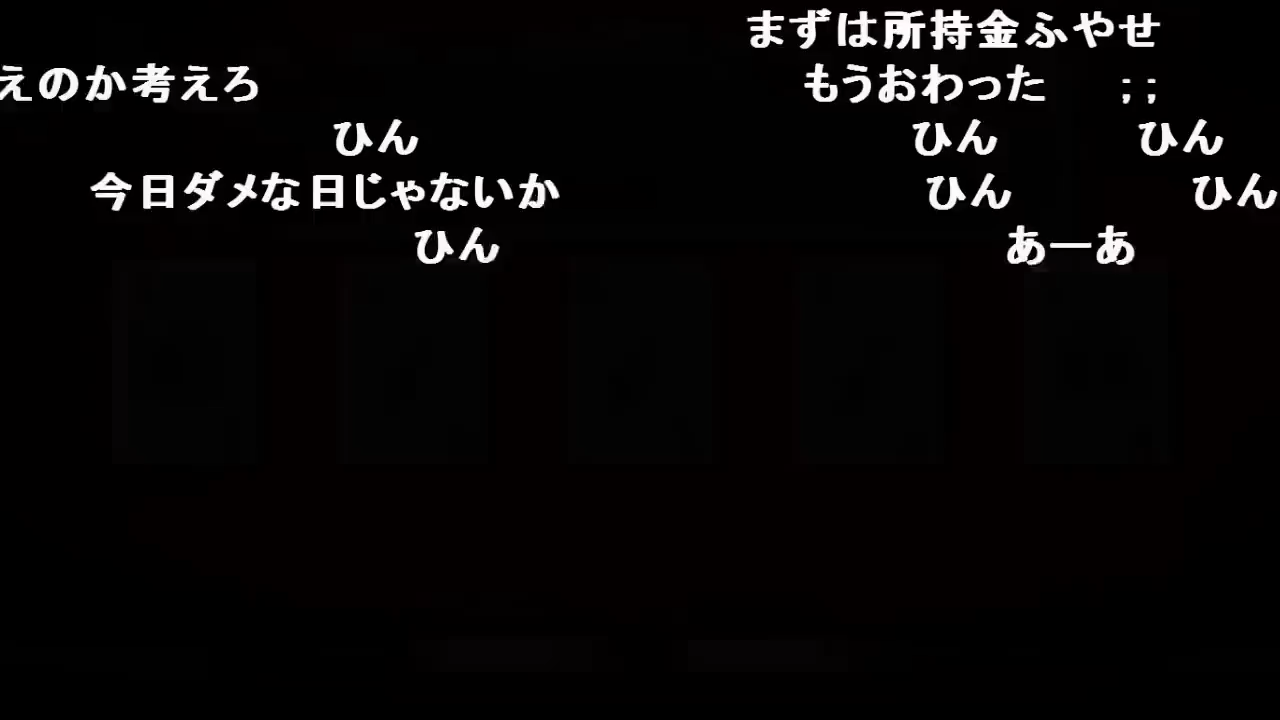 まずは所持金ふやせ
えのか考えろ もうおわった ; ;
ひん ひん ひん
今日ダメな日じゃないか ひん ひん
ひん あーあ